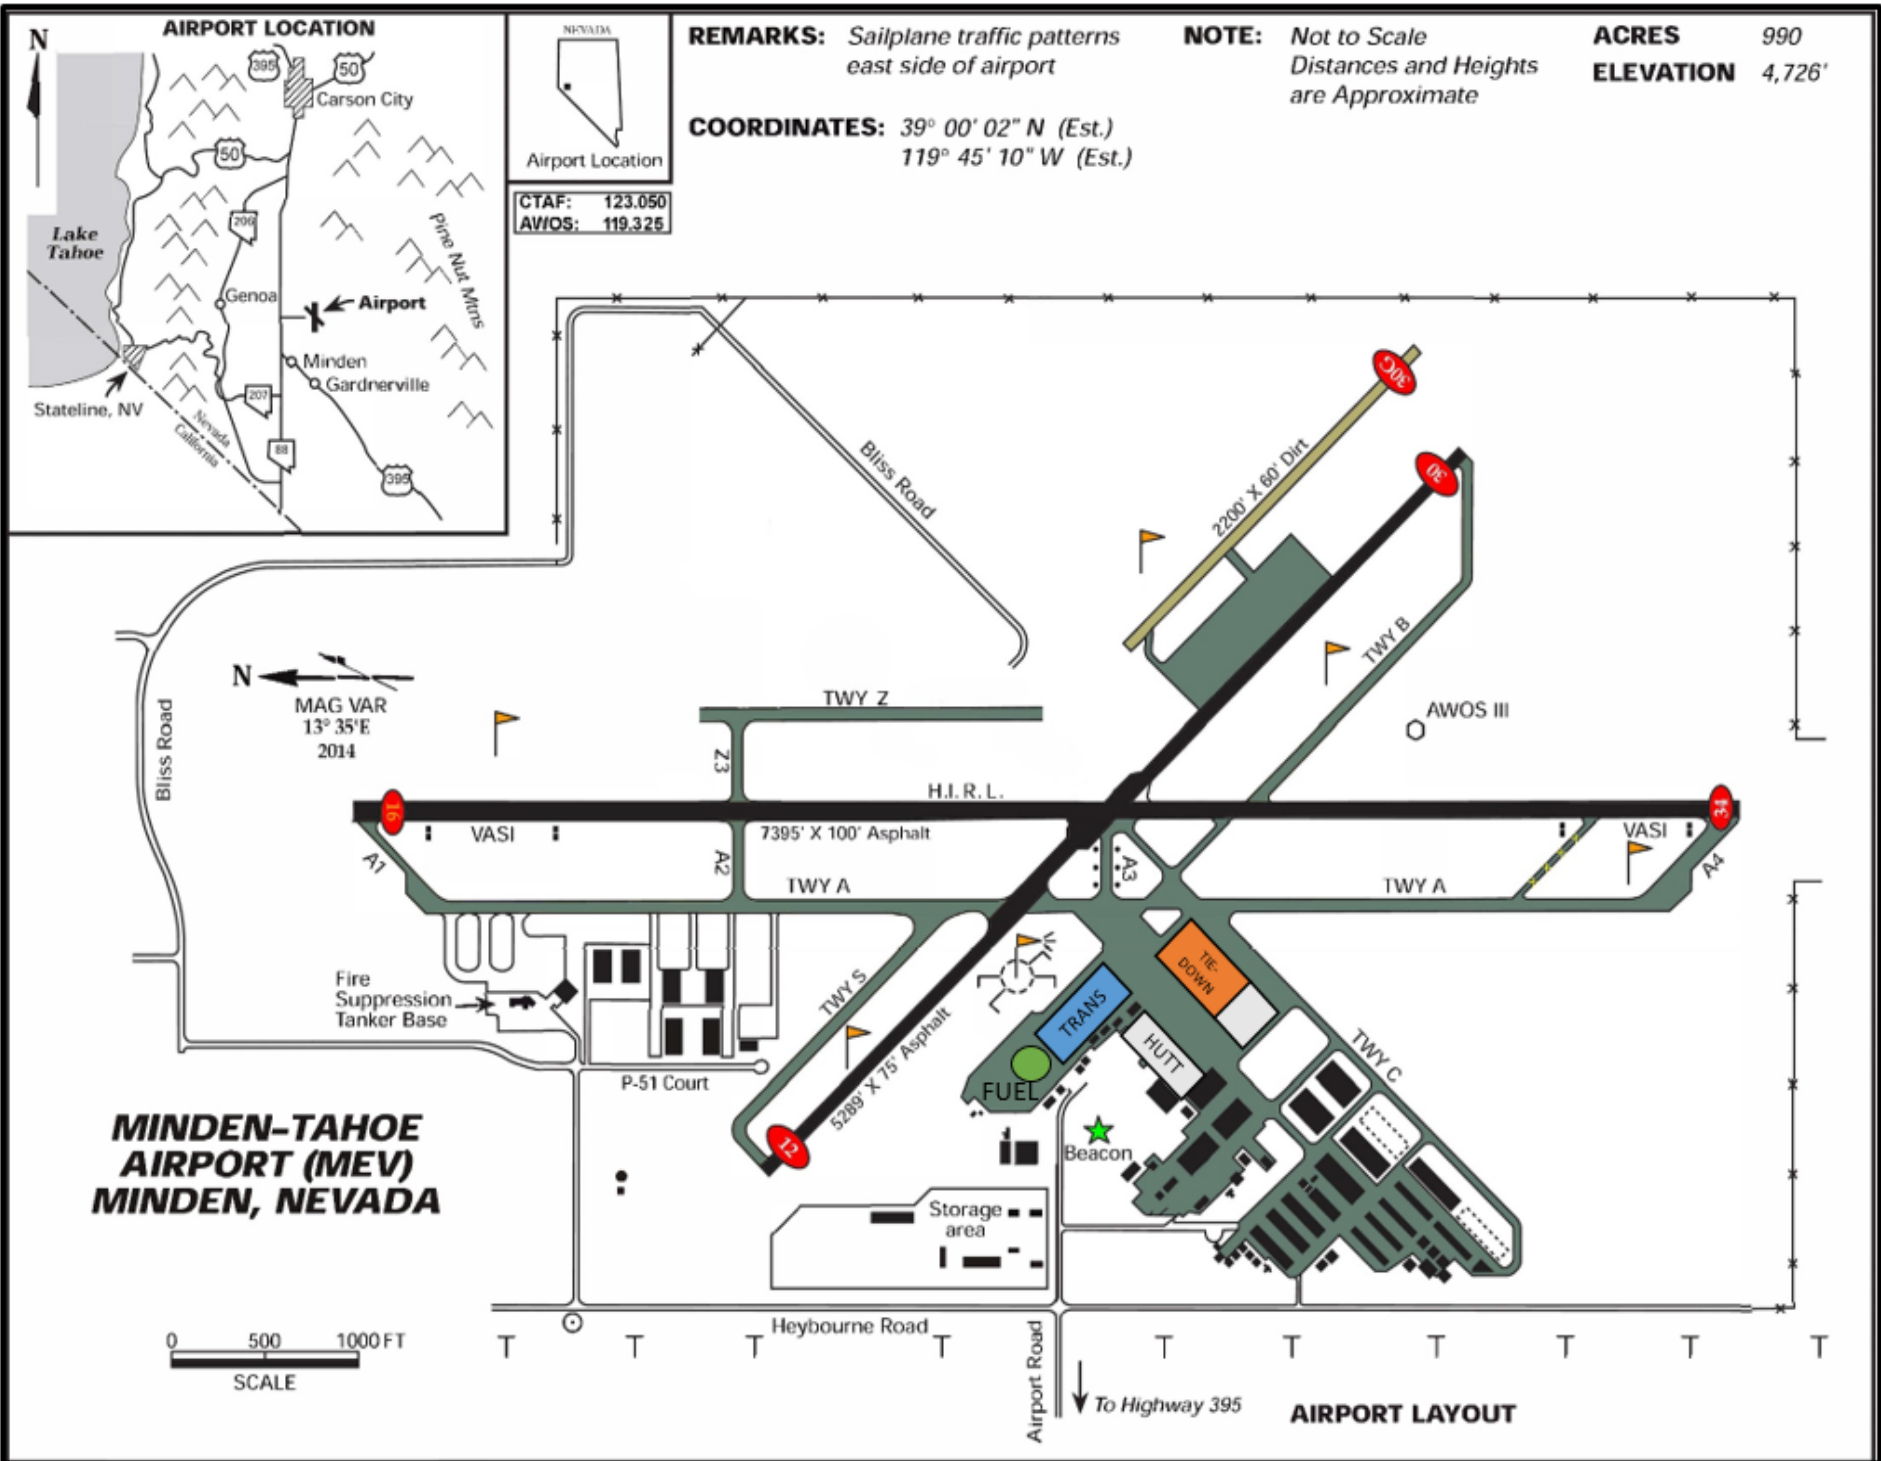 AIRPORT LOCATION
N
395
50
Carson City
50
206
Lake
Tahoe
Pine Nut Mtns
Genoa
Airport
Minden
Gardnerville
207
Stateline, NV
Nevada
California
88
395
NEVADA
Airport Location
CTAF: 123.050
AWOS: 119.325
REMARKS: Sailplane traffic patterns
east side of airport
COORDINATES: 39° 00' 02" N (Est.)
119° 45' 10" W (Est.)
NOTE: Not to Scale
Distances and Heights
are Approximate
ACRES 990
ELEVATION 4,726'
30G
30
Bliss Road
2200' X 60' Dirt
TWY B
AWOS III
N
MAG VAR
13° 35'E
2014
Bliss Road
TWY Z
Z3
H.I.R.L.
16
34
VASI
7395' X 100' Asphalt
VASI
A1
A2
A3
A4
TWY A
TWY A
TIE-
DOWN
Fire
Suppression
Tanker Base
TWY S
TRANS
HUTT
TWY C
5289' X 75' Asphalt
P-51 Court
FUEL
12
Beacon
MINDEN-TAHOE
AIRPORT (MEV)
MINDEN, NEVADA
Storage
area
Heybourne Road
0 500 1000 FT
SCALE
T T T T T T T T T T
Airport Road
To Highway 395
AIRPORT LAYOUT